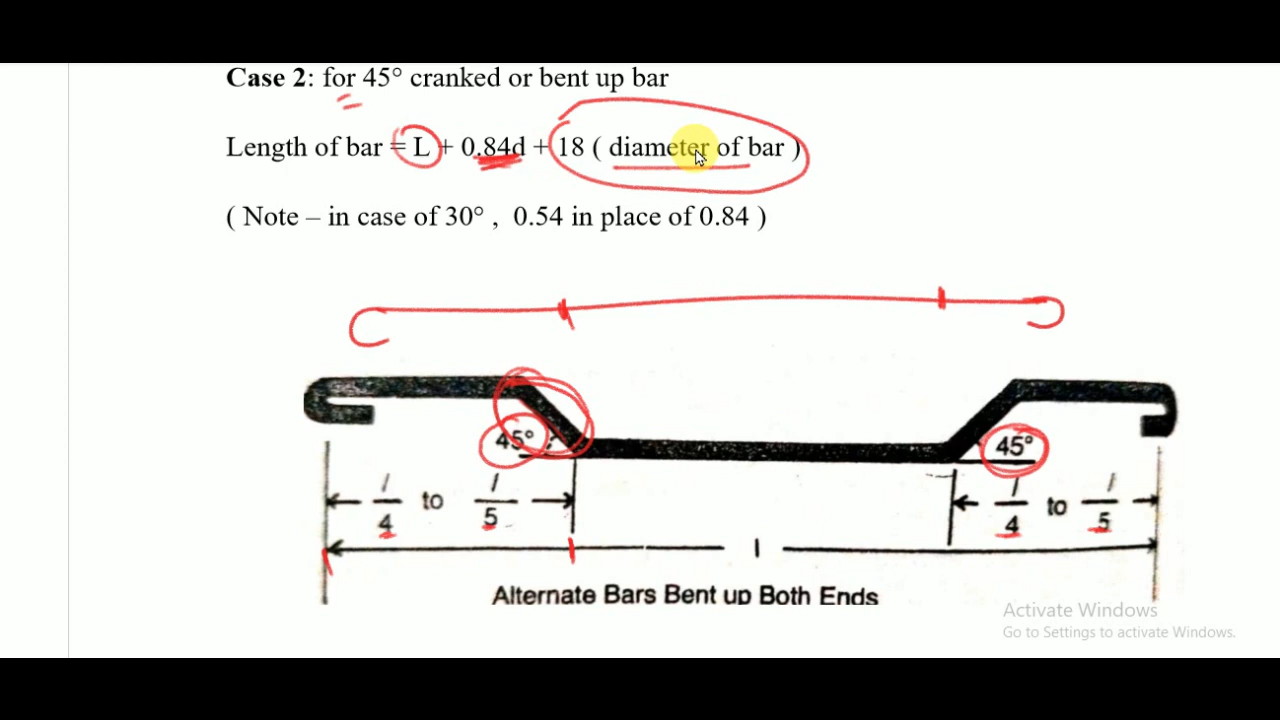 Case 2: for 45° cranked or bent up bar
Length of bar = L + 0.84d + 18 ( diameter of bar )
( Note – in case of 30° , 0.54 in place of 0.84 )
45° 45°
l/4 to l/5 l/4 to l/5
l
Alternate Bars Bent up Both Ends
Activate Windows
Go to Settings to activate Windows.